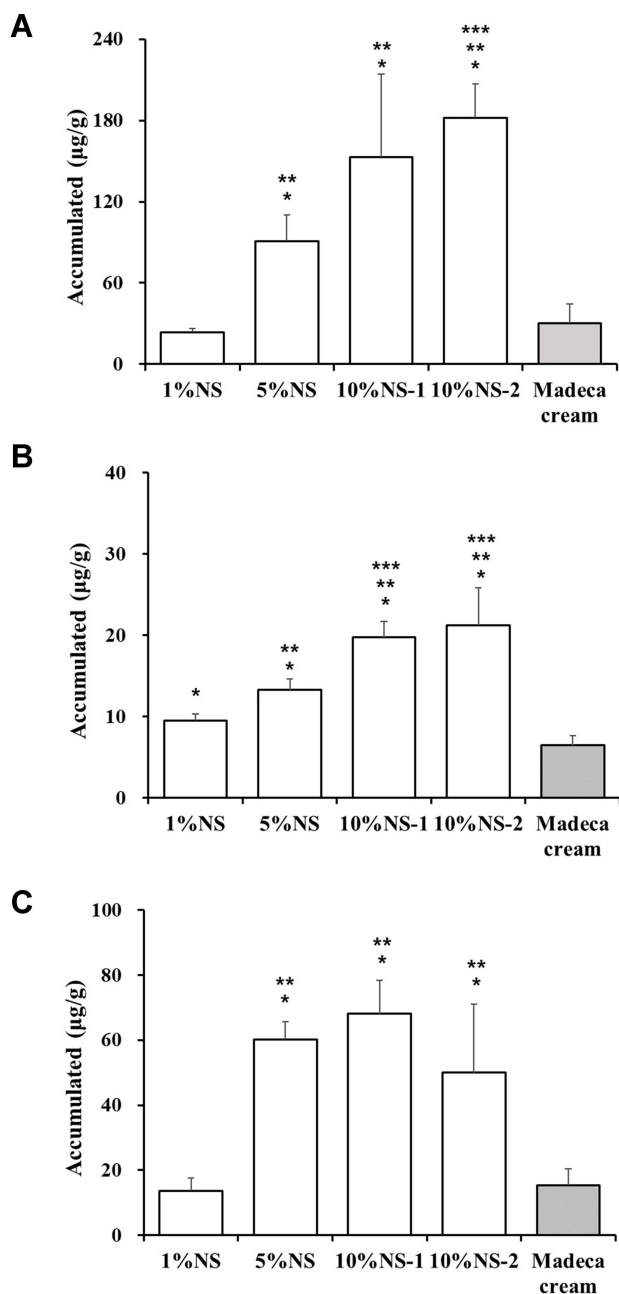 A
Accumulated (μg/g)
240
180
120
60
0
**
*
**
*
***
**
*
1%NS
5%NS
10%NS-1
10%NS-2
Madeca
cream
B
Accumulated (μg/g)
40
30
20
10
0
*
**
*
***
**
*
***
**
*
1%NS
5%NS
10%NS-1
10%NS-2
Madeca
cream
C
Accumulated (μg/g)
100
80
60
40
20
0
**
*
**
*
**
*
1%NS
5%NS
10%NS-1
10%NS-2
Madeca
cream